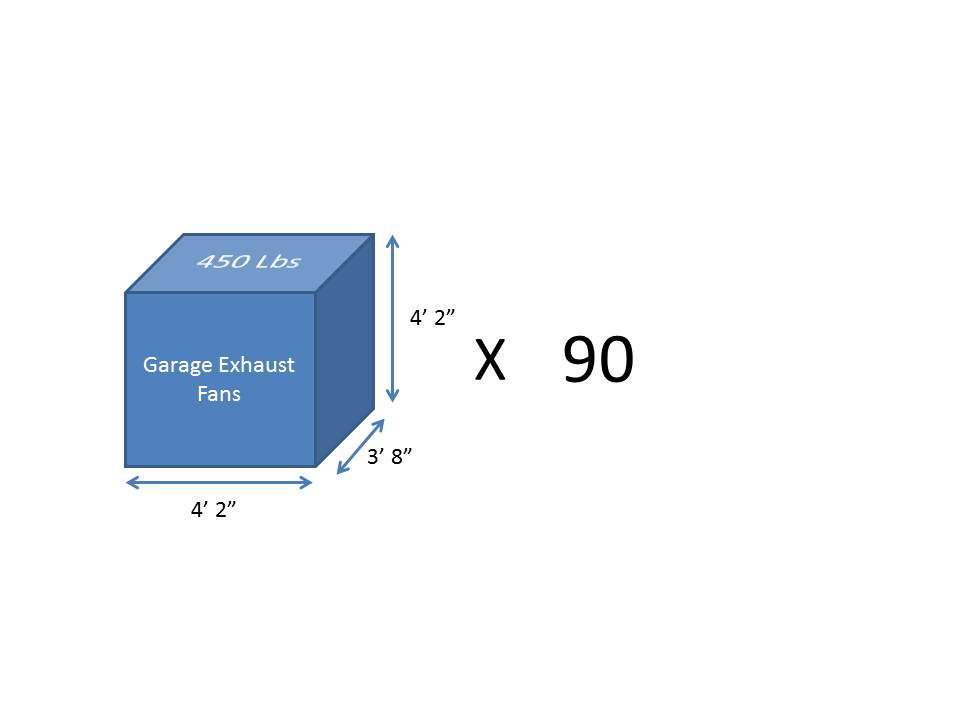 450 Lbs
Garage Exhaust
Fans
4’ 2”
X 90
3’ 8”
4’ 2”